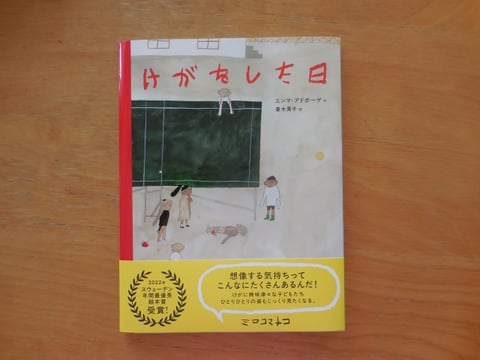 けがをした日
エンマ・アドボーゲ 作
菱木晃子 訳
2022年
スウェーデン
年間最優秀
絵本賞
受賞!
想像する気持ちって
こんなにたくさんあるんだ!
けがに興味津々な子どもたち
ひとりひとりの姿もじっくり見たくなる。
ミロコマチコ